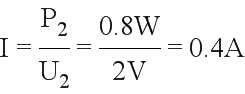 I = P₂/U₂ = 0.8W/2V = 0.4A